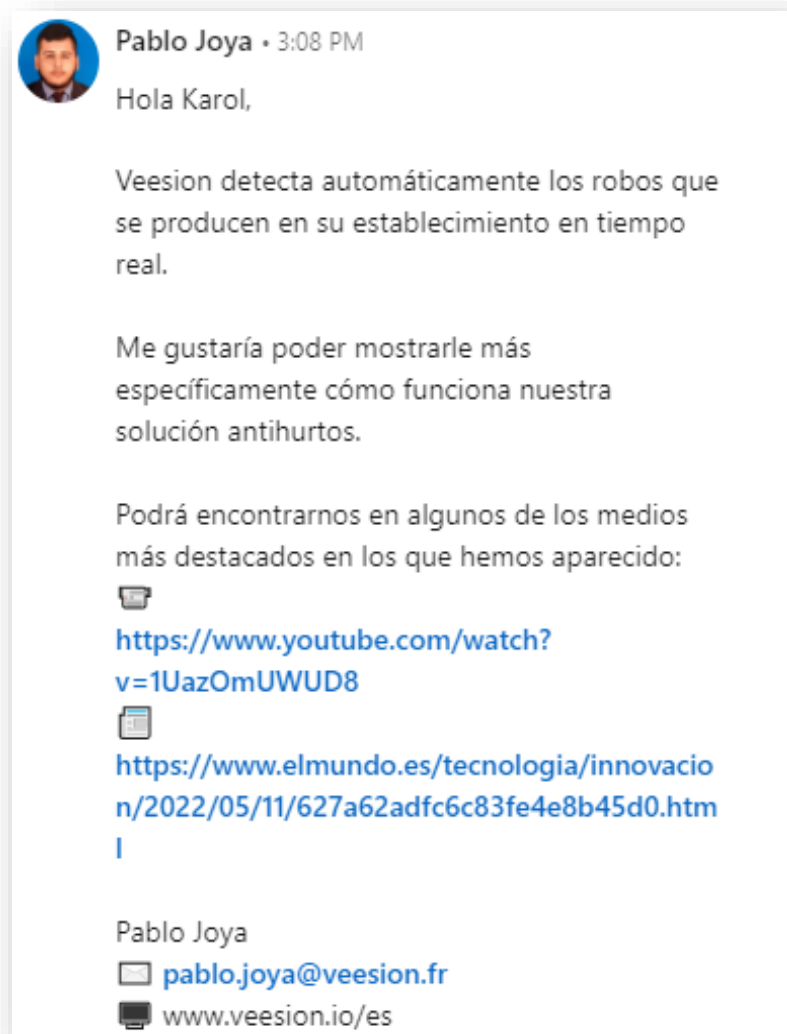 Pablo Joya • 3:08 PM
Hola Karol,
Veesion detecta automáticamente los robos que
se producen en su establecimiento en tiempo
real.
Me gustaría poder mostrarle más
específicamente cómo funciona nuestra
solución antihurtos.
Podrá encontrarnos en algunos de los medios
más destacados en los que hemos aparecido:
https://www.youtube.com/watch?
v=1UazOmUWUD8
https://www.elmundo.es/tecnologia/innovacio
n/2022/05/11/627a62adfc6c83fe4e8b45d0.htm
l
Pablo Joya
pablo.joya@veesion.fr
www.veesion.io/es